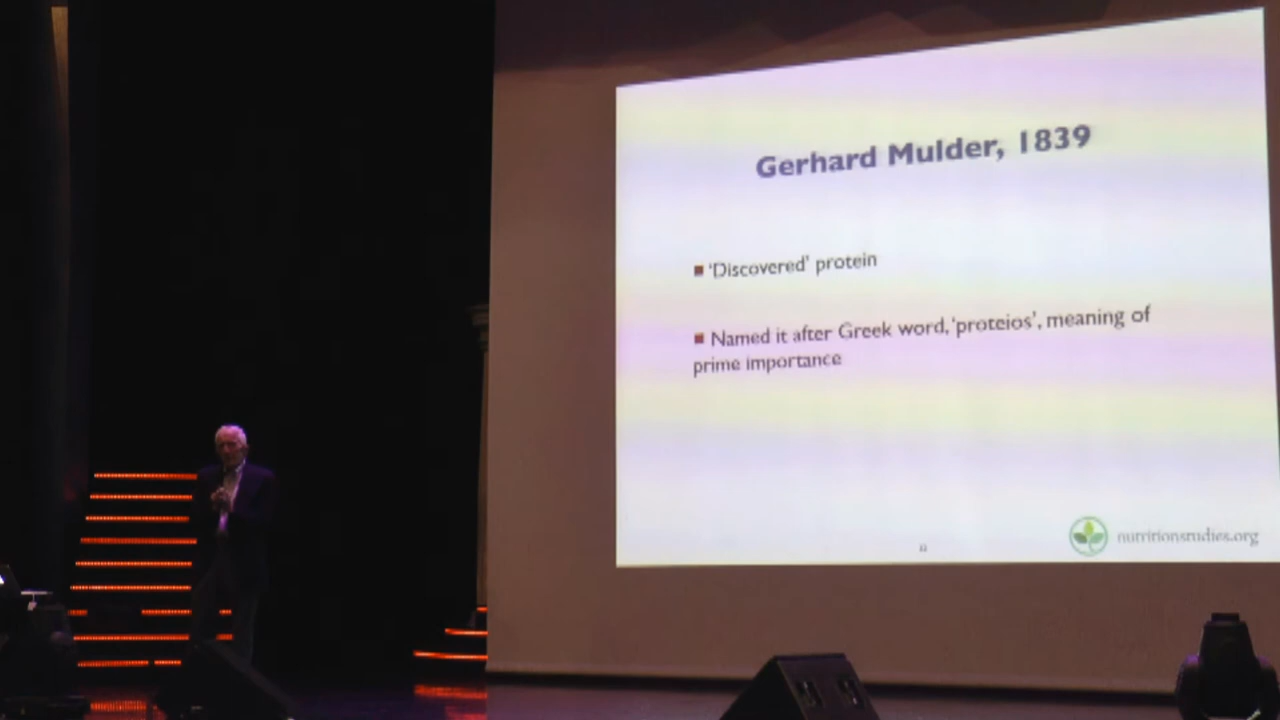 Gerhard Mulder, 1839
▪ 'Discovered' protein
▪ Named it after Greek word, 'proteios', meaning of
prime importance
nutritionstudies.org